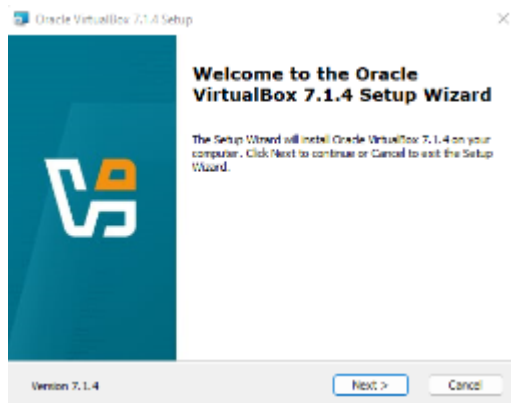 Oracle VirtualBox 7.1.4 Setup
Welcome to the Oracle
VirtualBox 7.1.4 Setup Wizard
The Setup Wizard will install Oracle VirtualBox 7.1.4 on your
computer. Click Next to continue or Cancel to exit the Setup
Wizard.
Version 7.1.4
Next >
Cancel